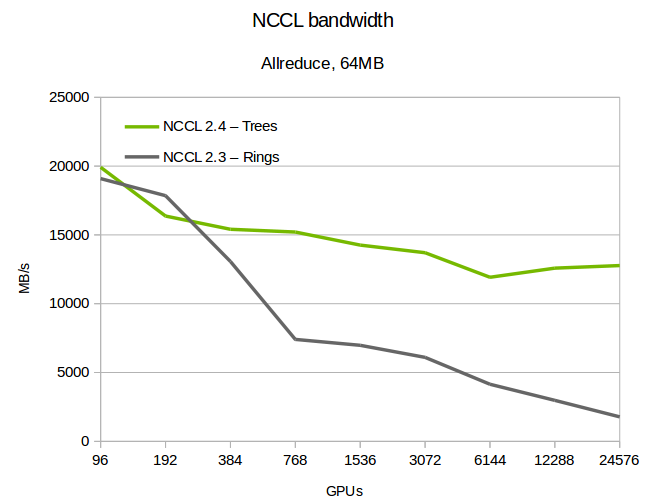 NCCL bandwidth
Allreduce, 64MB
25000
NCCL 2.4 – Trees
NCCL 2.3 – Rings
20000
15000
MB/s
10000
5000
0
96 192 384 768 1536 3072 6144 12288 24576
GPUs